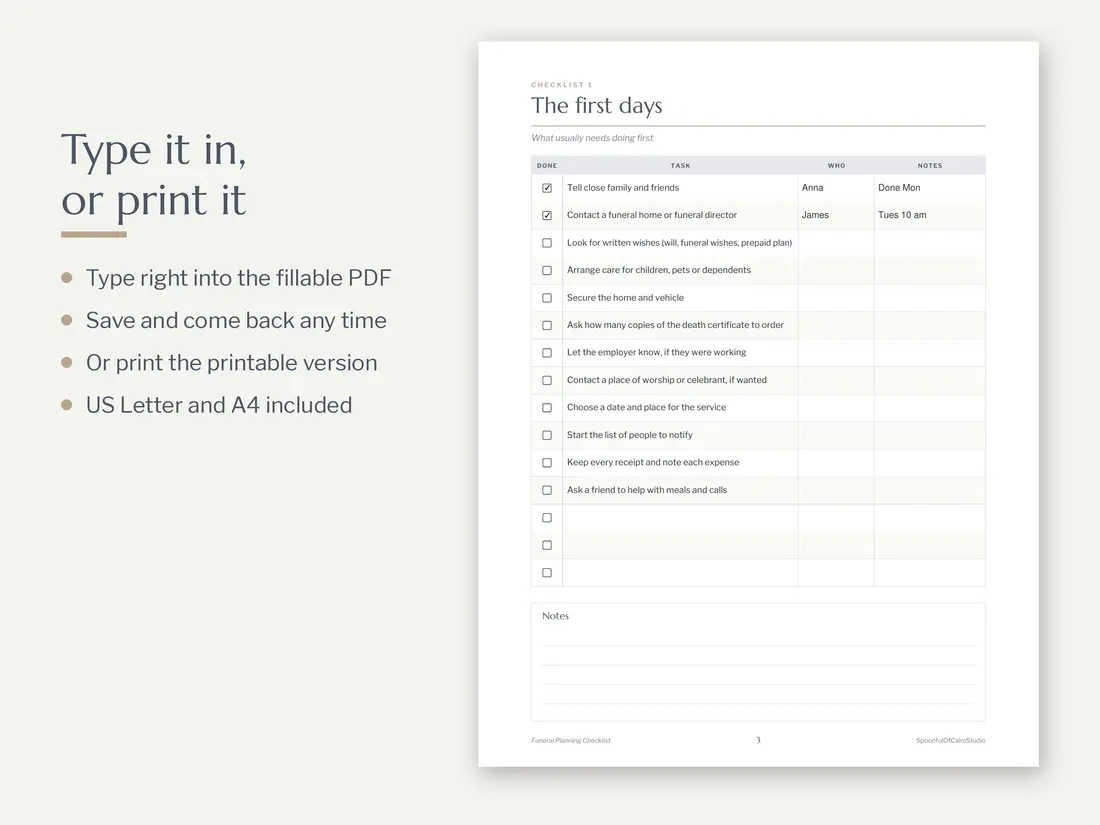 Type it in,
or print it
Type right into the fillable PDF
Save and come back any time
Or print the printable version
US Letter and A4 included
CHECKLIST 1
The first days
What usually needs doing first
DONE TASK WHO NOTES
Tell close family and friends Anna Done Mon
Contact a funeral home or funeral director James Tues 10 am
Look for written wishes (will, funeral wishes, prepaid plan)
Arrange care for children, pets or dependents
Secure the home and vehicle
Ask how many copies of the death certificate to order
Let the employer know, if they were working
Contact a place of worship or celebrant, if wanted
Choose a date and place for the service
Start the list of people to notify
Keep every receipt and note each expense
Ask a friend to help with meals and calls
Notes
Funeral Planning Checklist 3 SpoonfulOfCalmStudio